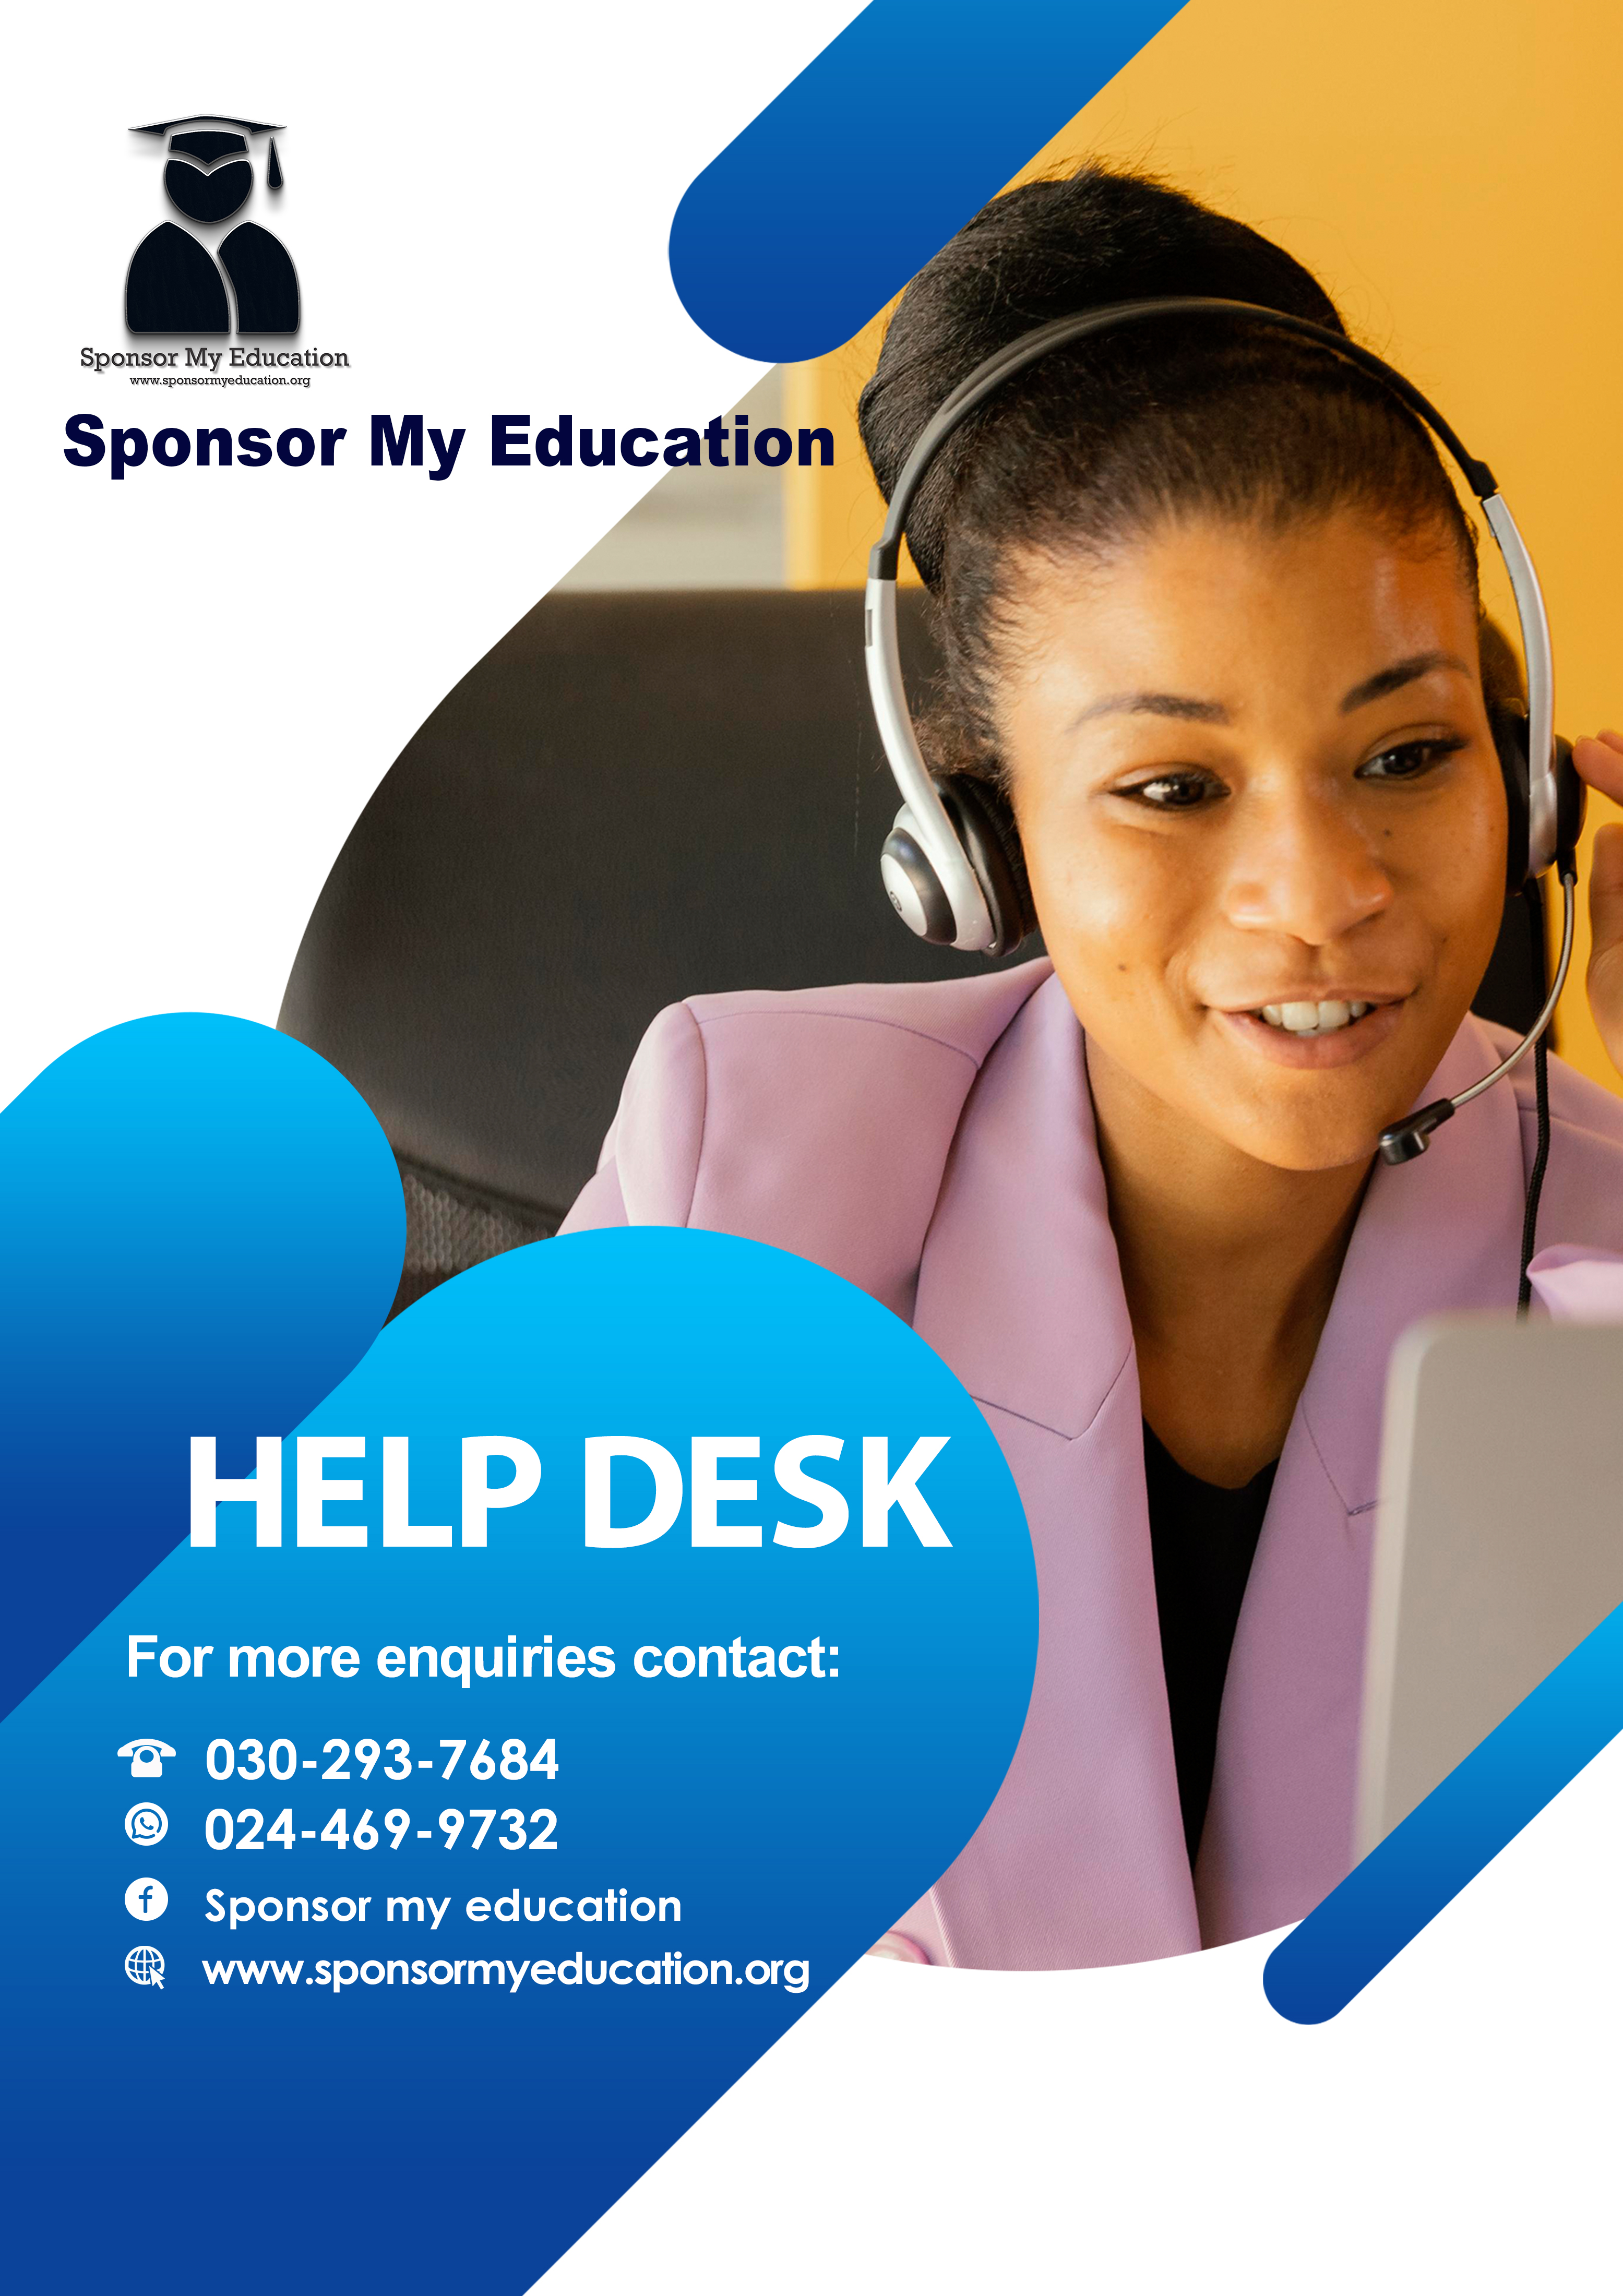 Sponsor My Education
www.sponsormyeducation.org
Sponsor My Education
HELP DESK
For more enquiries contact:
030-293-7684
024-469-9732
Sponsor my education
www.sponsormyeducation.org